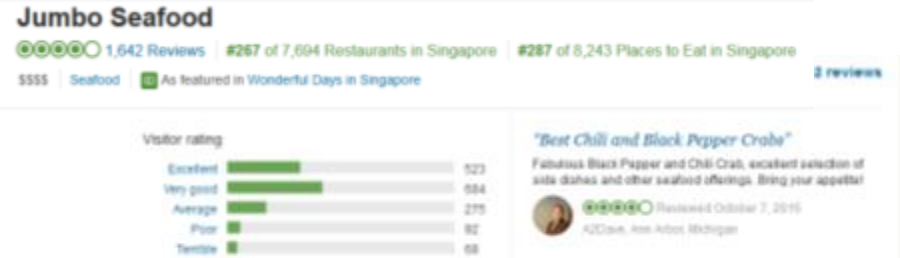 Jumbo Seafood
1,642 Reviews #267 of 7,694 Restaurants in Singapore #287 of 8,243 Places to Eat in Singapore
$$$$ Seafood As featured in Wonderful Days in Singapore
2 reviews
Visitor rating
Excellent 523
Very good 684
Average 275
Poor 92
Terrible 68
"Best Chili and Black Pepper Crabs"
Fabulous Black Pepper and Chili Crab, excellent selection of
side dishes and other seafood offerings. Bring your appetite!
Reviewed October 7, 2015
A2Dave, Ann Arbor, Michigan